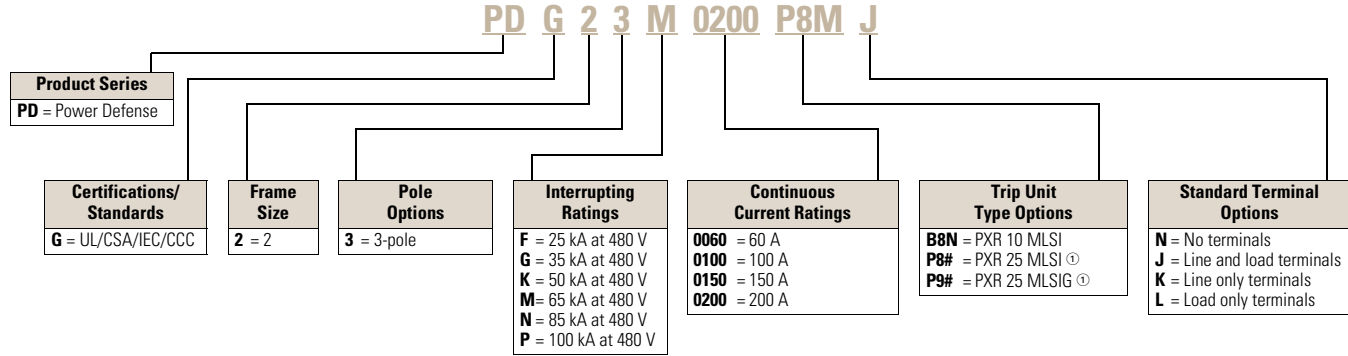 PD G 2 3 M 0200 P8M J
Product Series
PD = Power Defense
Certifications/
Standards
G = UL/CSA/IEC/CCC
Frame
Size
2 = 2
Pole
Options
3 = 3-pole
Interrupting
Ratings
F = 25 kA at 480 V
G = 35 kA at 480 V
K = 50 kA at 480 V
M= 65 kA at 480 V
N = 85 kA at 480 V
P = 100 kA at 480 V
Continuous
Current Ratings
0060 = 60 A
0100 = 100 A
0150 = 150 A
0200 = 200 A
Trip Unit
Type Options
B8N = PXR 10 MLSI
P8# = PXR 25 MLSI ①
P9# = PXR 25 MLSIG ①
Standard Terminal
Options
N = No terminals
J = Line and load terminals
K = Line only terminals
L = Load only terminals